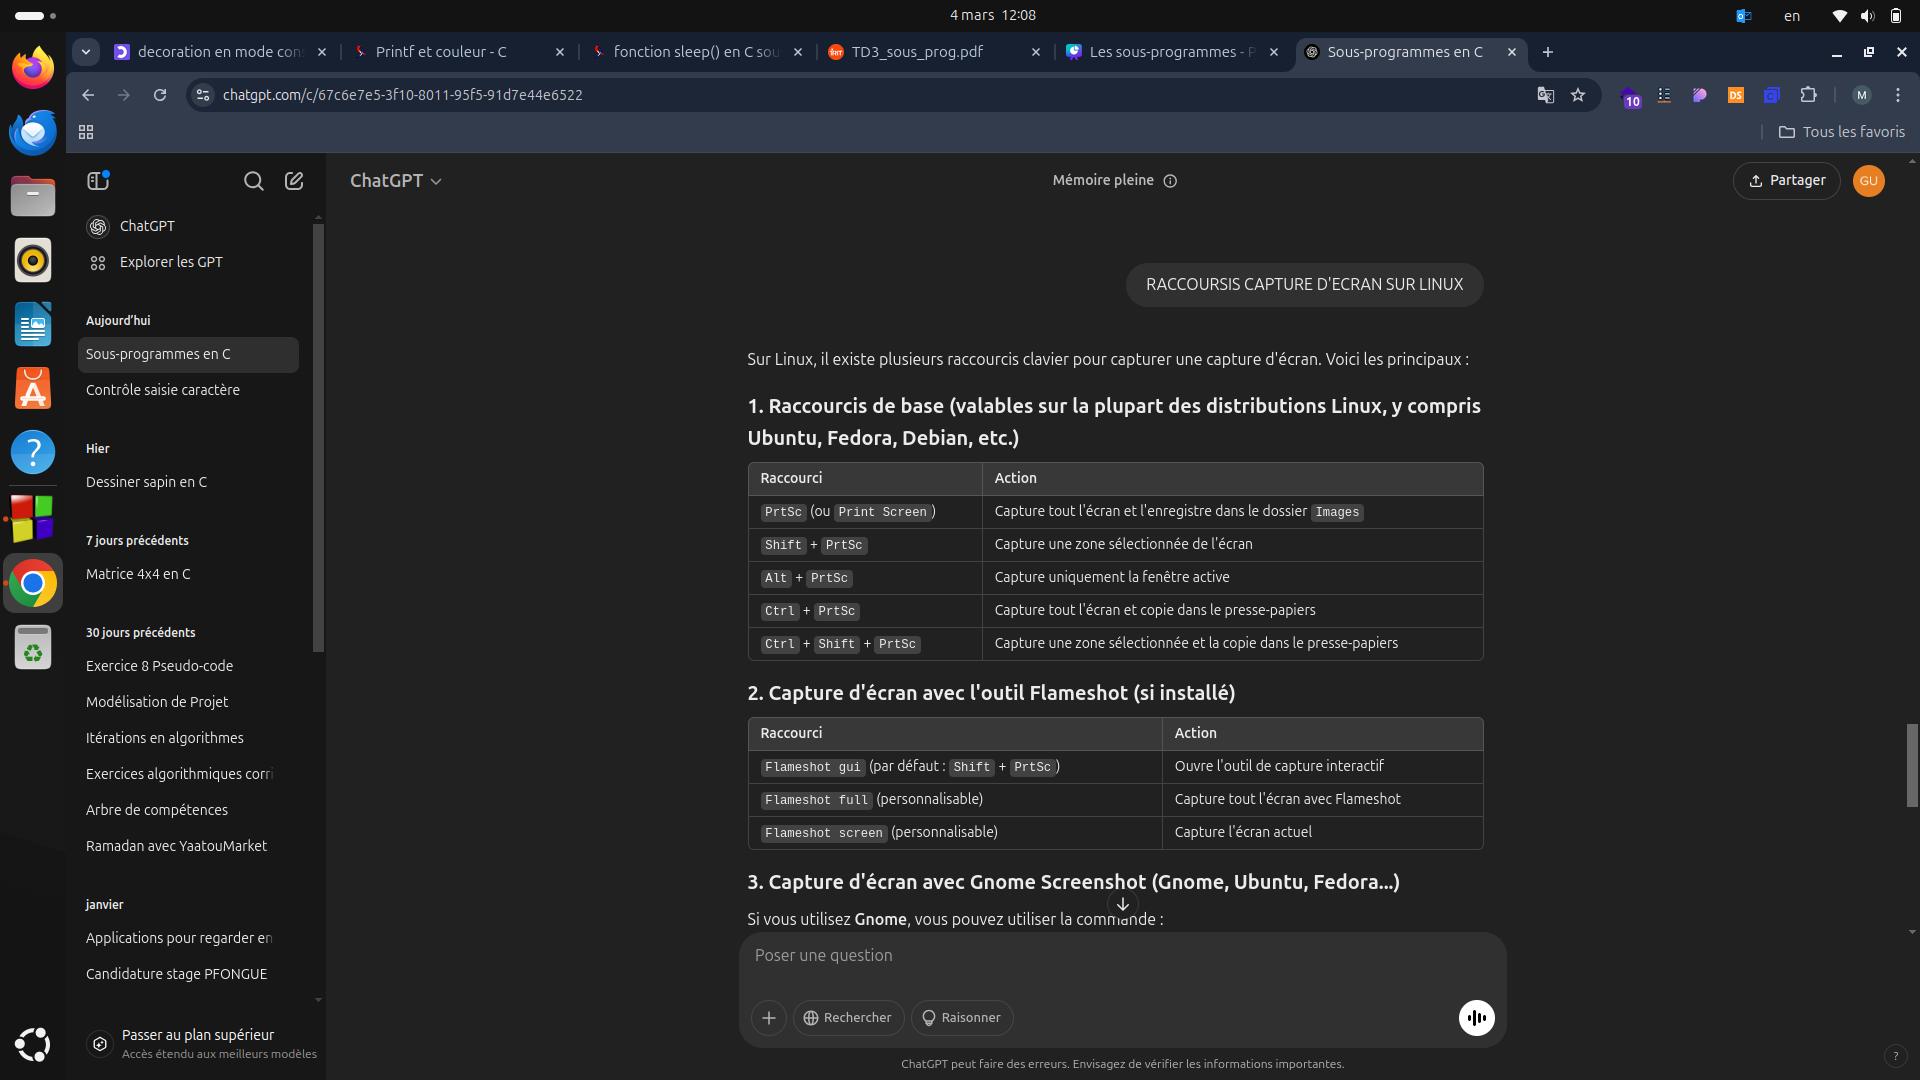 4 mars 12:08
en
decoration en mode con
Printf et couleur - C
fonction sleep() en C sou
TD3_sous_prog.pdf
Les sous-programmes - P
Sous-programmes en C
chatgpt.com/c/67c6e7e5-3f10-8011-95f5-91d7e44e6522
10
DS
M
Tous les favoris
ChatGPT
Mémoire pleine
Partager
GU
ChatGPT
Explorer les GPT
Aujourd’hui
Sous-programmes en C
Contrôle saisie caractère
Hier
Dessiner sapin en C
7 jours précédents
Matrice 4x4 en C
30 jours précédents
Exercice 8 Pseudo-code
Modélisation de Projet
Itérations en algorithmes
Exercices algorithmiques corri
Arbre de compétences
Ramadan avec YaatouMarket
janvier
Applications pour regarder en
Candidature stage PFONGUE
Passer au plan supérieur
Accès étendu aux meilleurs modèles
RACCOURSIS CAPTURE D'ECRAN SUR LINUX
Sur Linux, il existe plusieurs raccourcis clavier pour capturer une capture d'écran. Voici les principaux :
1. Raccourcis de base (valables sur la plupart des distributions Linux, y compris
Ubuntu, Fedora, Debian, etc.)
Raccourci Action
PrtSc (ou Print Screen) Capture tout l'écran et l'enregistre dans le dossier Images
Shift + PrtSc Capture une zone sélectionnée de l'écran
Alt + PrtSc Capture uniquement la fenêtre active
Ctrl + PrtSc Capture tout l'écran et copie dans le presse-papiers
Ctrl + Shift + PrtSc Capture une zone sélectionnée et la copie dans le presse-papiers
2. Capture d'écran avec l'outil Flameshot (si installé)
Raccourci Action
Flameshot gui (par défaut : Shift + PrtSc) Ouvre l'outil de capture interactif
Flameshot full (personnalisable) Capture tout l'écran avec Flameshot
Flameshot screen (personnalisable) Capture l'écran actuel
3. Capture d'écran avec Gnome Screenshot (Gnome, Ubuntu, Fedora...)
Si vous utilisez Gnome, vous pouvez utiliser la commande :
Poser une question
Rechercher
Raisonner
ChatGPT peut faire des erreurs. Envisagez de vérifier les informations importantes.
?